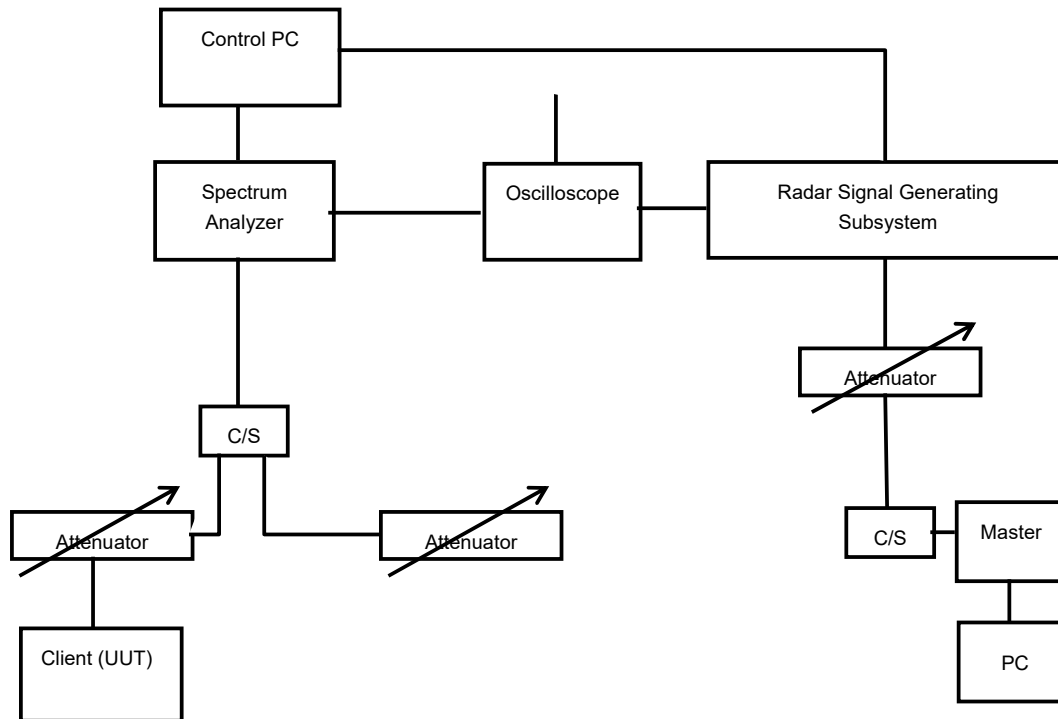 Control PC
Spectrum
Analyzer
Oscilloscope
Radar Signal Generating
Subsystem
Attenuator
C/S
Attenuator
Attenuator
C/S
Master
Client (UUT)
PC